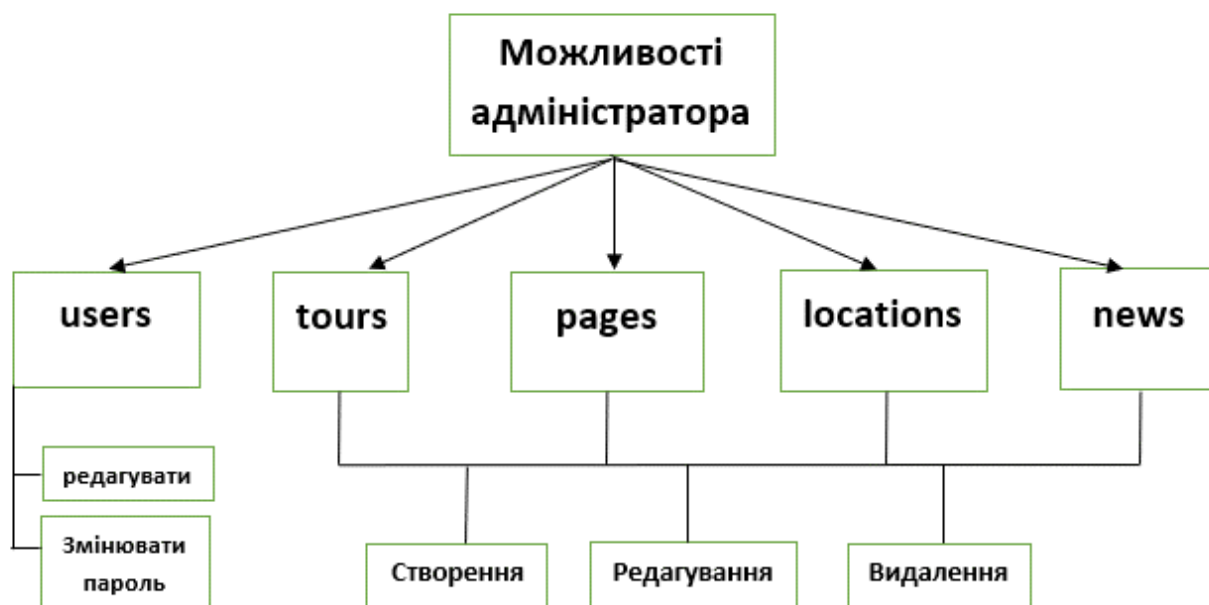 Можливості
адміністратора
users
tours
pages
locations
news
редагувати
Змінювати
пароль
Створення
Редагування
Видалення